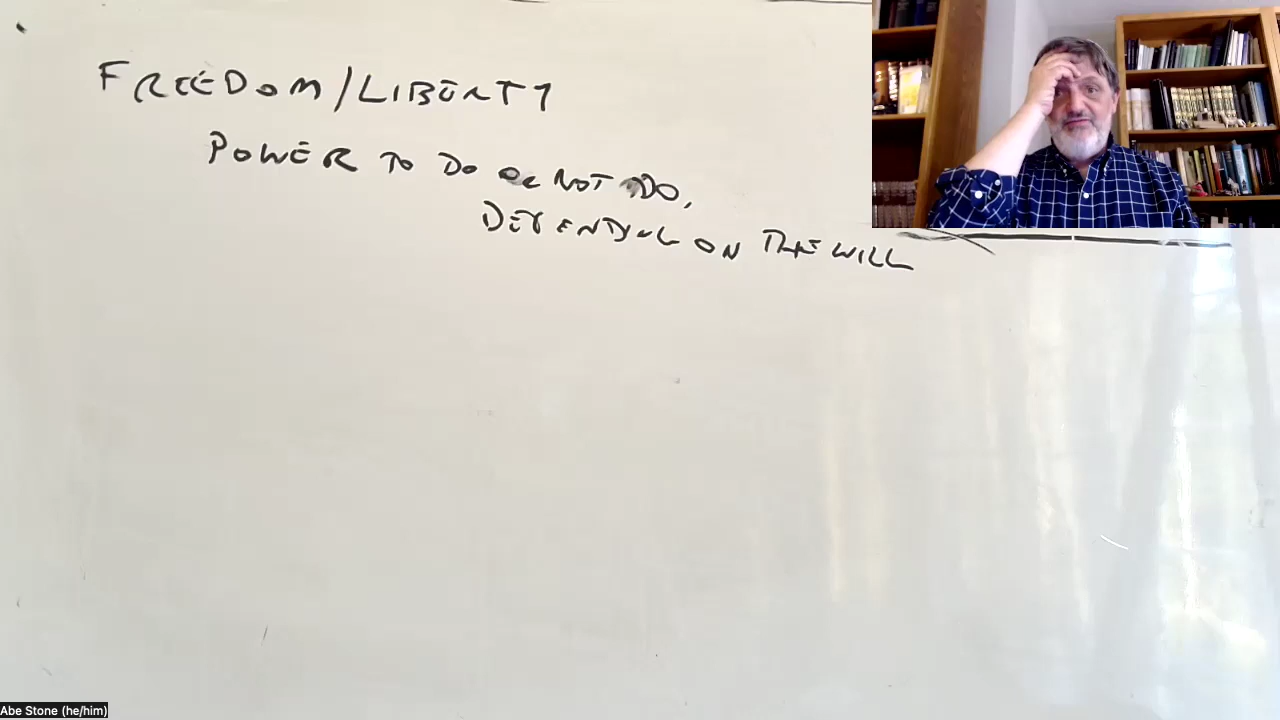 FREEDOM/LIBERTY
POWER TO DO OR NOT DO,
DEPENDING ON THE WILL
Abe Stone (he/him)